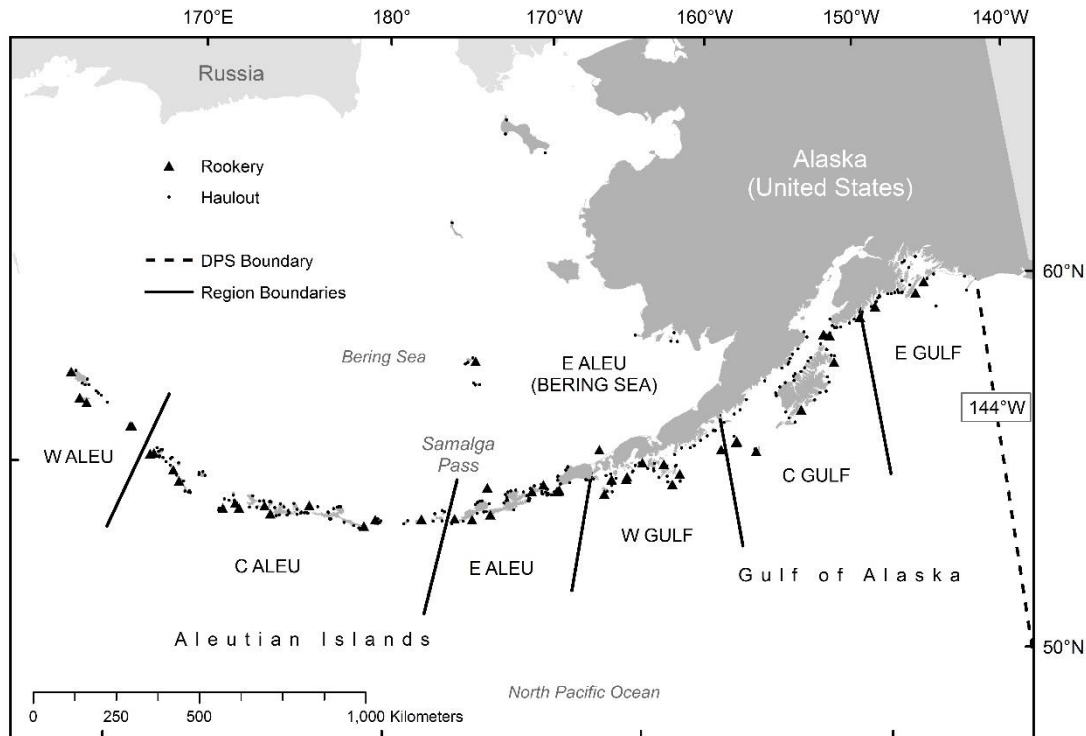 170°E 180° 170°W 160°W 150°W 140°W
Russia
Rookery
Haulout
DPS Boundary
Region Boundaries
Alaska
(United States)
60°N
Bering Sea
E ALEU
(BERING SEA)
E GULF
144°W
W ALEU
Samalga
Pass
C GULF
W GULF
C ALEU
E ALEU
Gulf of Alaska
Aleutian Islands
50°N
North Pacific Ocean
0 250 500 1,000 Kilometers